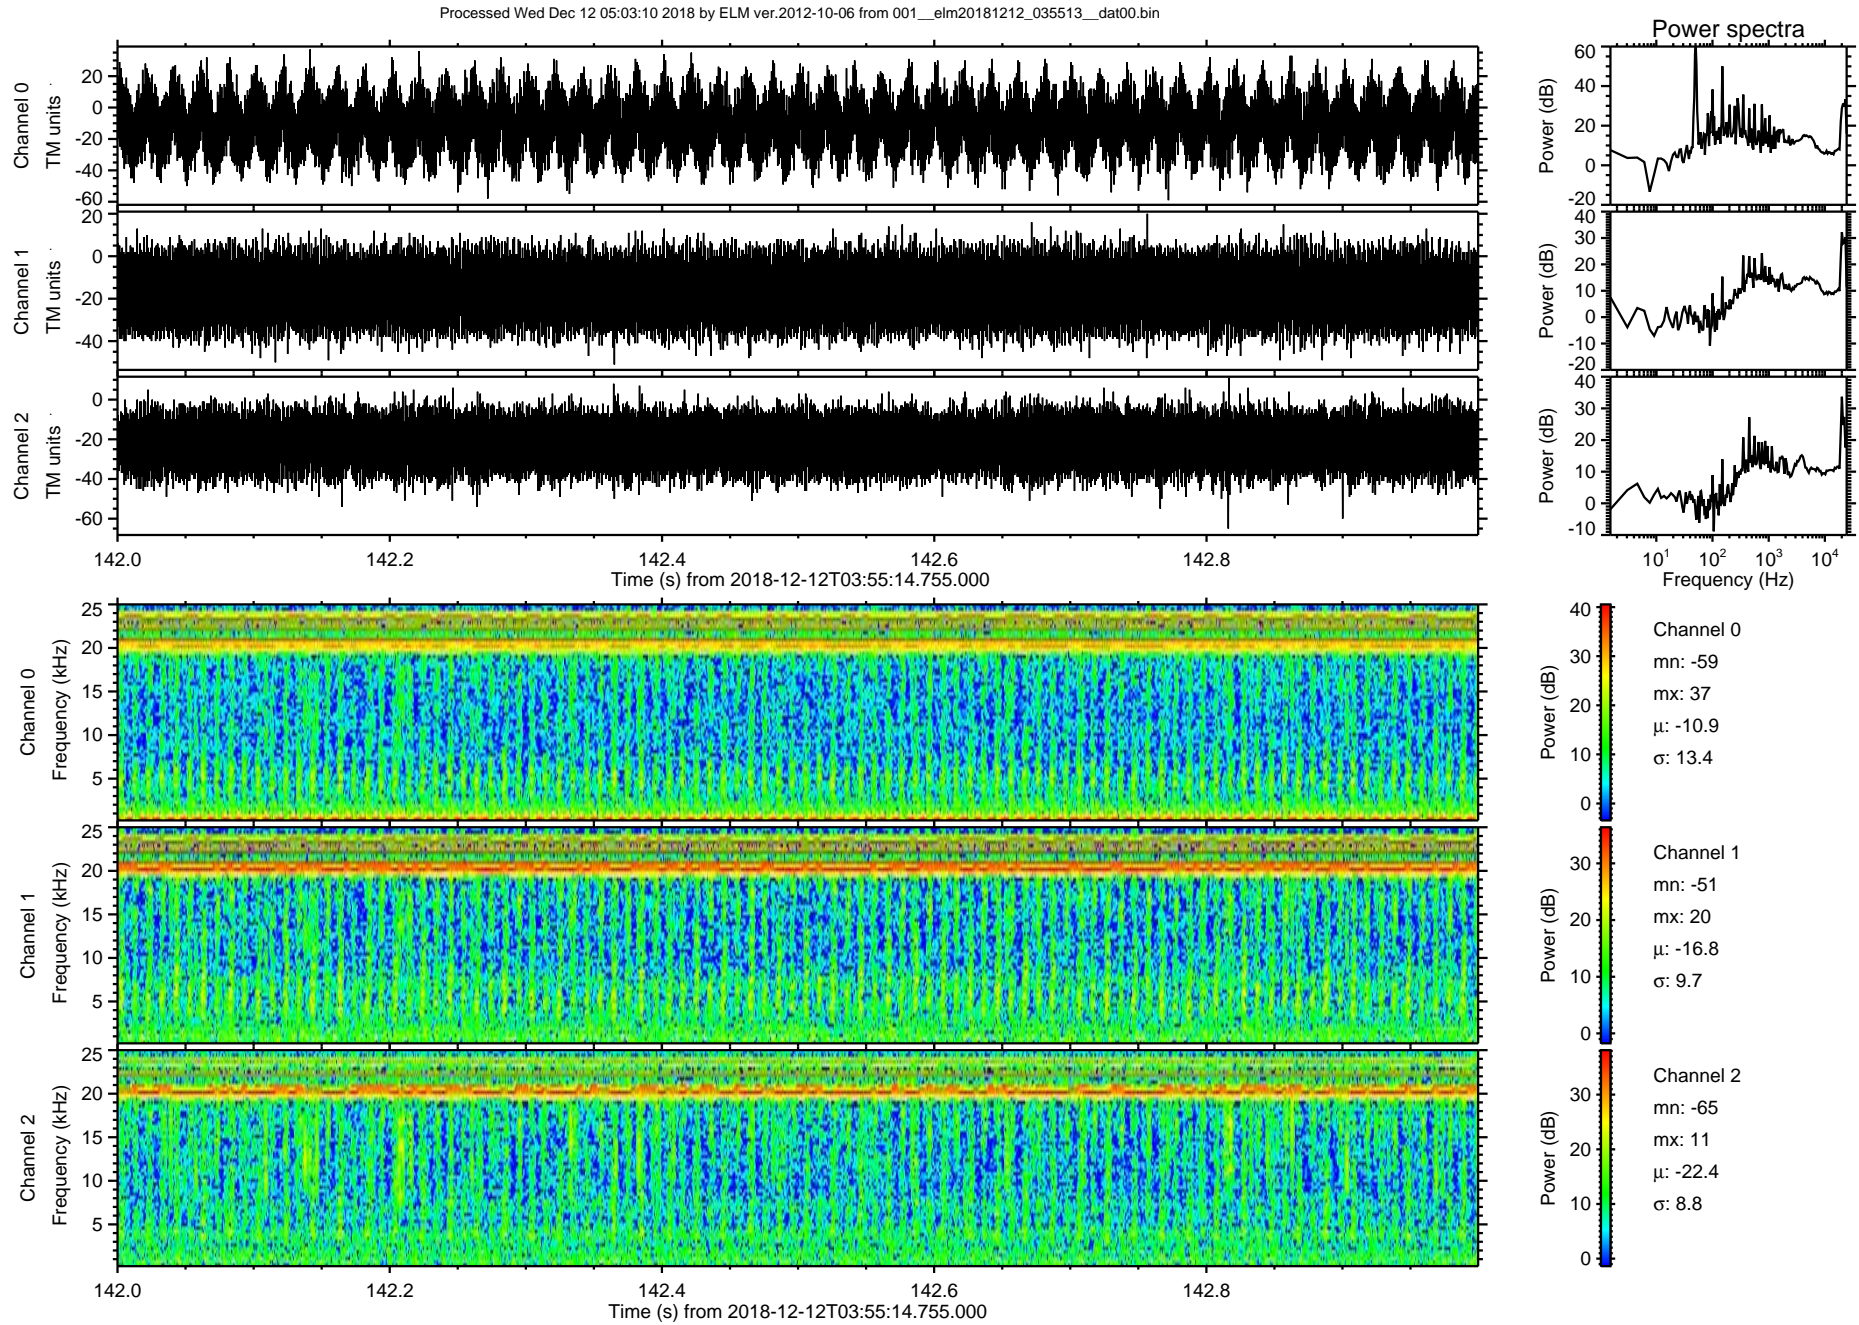 Processed Wed Dec 12 05:03:10 2018 by ELM ver.2012-10-06 from 001__elm20181212_035513__dat00.bin
Power spectra
Channel 0
TM units
20
0
-20
-40
-60
Power (dB)
60
40
20
0
-20
Channel 1
TM units
20
0
-20
-40
Power (dB)
40
30
20
10
0
-10
-20
Channel 2
TM units
0
-20
-40
-60
Power (dB)
40
30
20
10
0
-10
142.0 142.2 142.4 142.6 142.8
Time (s) from 2018-12-12T03:55:14.755.000
10^1 10^2 10^3 10^4
Frequency (Hz)
Channel 0
Frequency (kHz)
25
20
15
10
5
Power (dB)
40
30
20
10
0
Channel 0
mn: -59
mx: 37
μ: -10.9
σ: 13.4
Channel 1
Frequency (kHz)
25
20
15
10
5
Power (dB)
30
20
10
0
Channel 1
mn: -51
mx: 20
μ: -16.8
σ: 9.7
Channel 2
Frequency (kHz)
25
20
15
10
5
Power (dB)
30
20
10
0
Channel 2
mn: -65
mx: 11
μ: -22.4
σ: 8.8
142.0 142.2 142.4 142.6 142.8
Time (s) from 2018-12-12T03:55:14.755.000